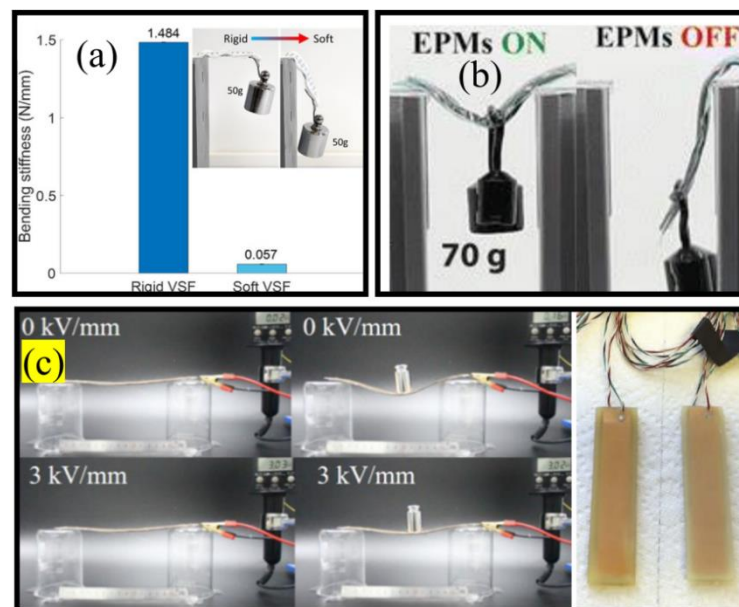 (a)
1.484
1.5
1
0.5
0
Bending stiffness (N/mm)
0.057
Rigid VSF
Soft VSF
Rigid
Soft
50g
50g
(b)
EPMs ON
EPMs OFF
70 g
(c)
0 kV/mm
0 kV/mm
3 kV/mm
3 kV/mm